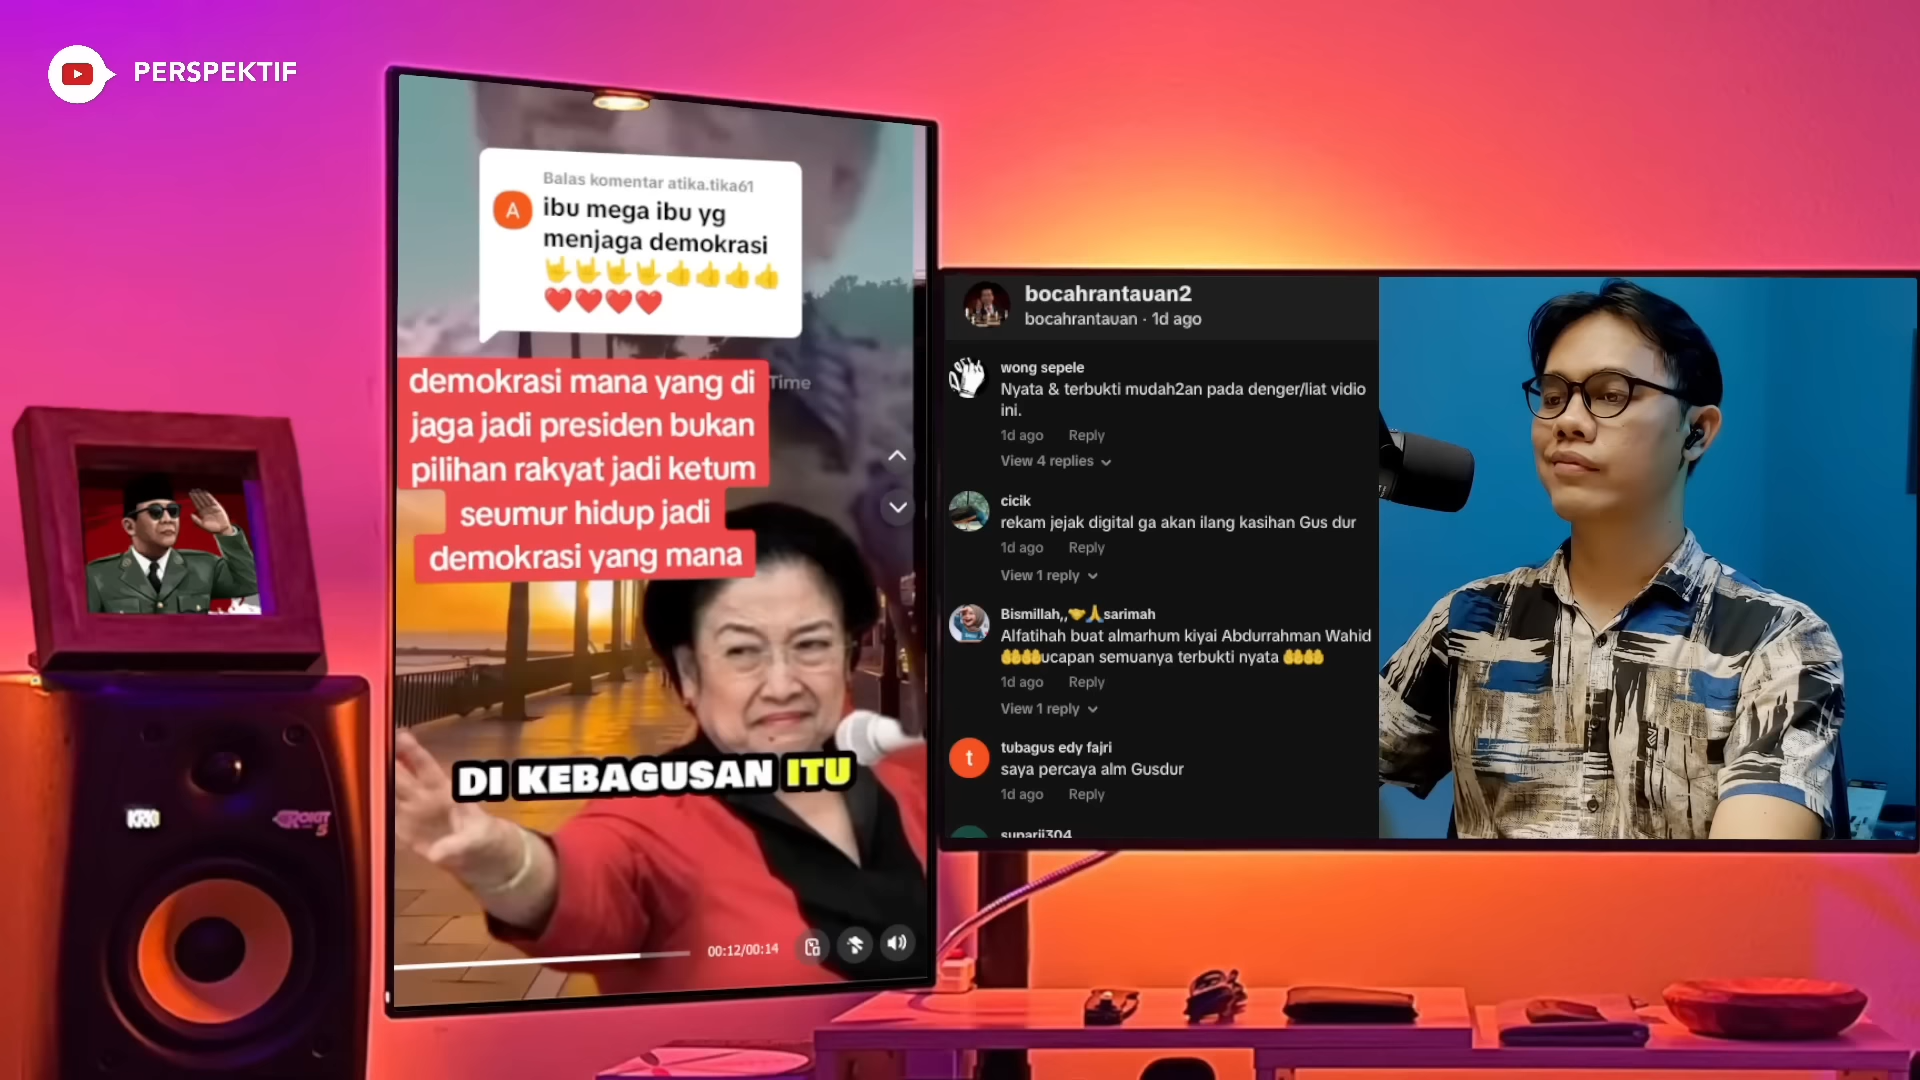 PERSPEKTIF
Balas komentar atika.tika61
A
ibu mega ibu yg
menjaga demokrasi
🤟🤟🤟🤟👍👍👍👍
❤️❤️❤️❤️
demokrasi mana yang di
jaga jadi presiden bukan
pilihan rakyat jadi ketum
seumur hidup jadi
demokrasi yang mana
Time
DI KEBAGUSAN ITU
00:12/00:14
bocahrantauan2
bocahrantauan · 1d ago
wong sepele
Nyata & terbukti mudah2an pada denger/liat vidio
ini.
1d ago Reply
View 4 replies
cicik
rekam jejak digital ga akan ilang kasihan Gus dur
1d ago Reply
View 1 reply
Bismillah,,🤝🙏sarimah
Alfatihah buat almarhum kiyai Abdurrahman Wahid
🤲🤲ucapan semuanya terbukti nyata 🤲🤲
1d ago Reply
View 1 reply
t
tubagus edy fajri
saya percaya alm Gusdur
1d ago Reply
suparji304
KRK
ROKIT
5